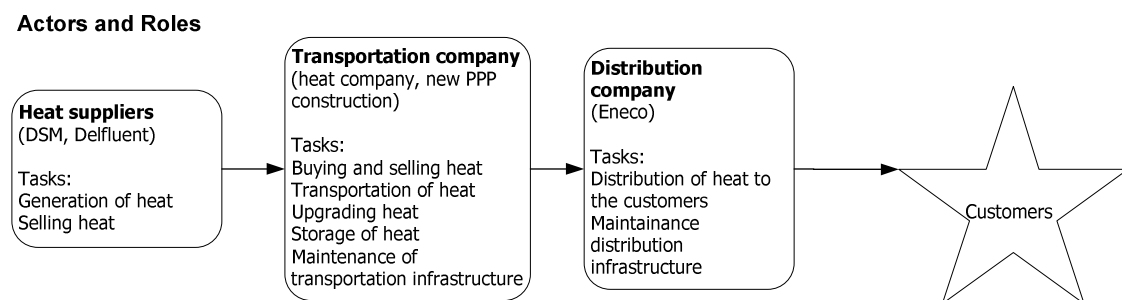 Actors and Roles
Heat suppliers
(DSM, Delfluent)
Tasks:
Generation of heat
Selling heat
Transportation company
(heat company, new PPP
construction)
Tasks:
Buying and selling heat
Transportation of heat
Upgrading heat
Storage of heat
Maintenance of
transportation infrastructure
Distribution
company
(Eneco)
Tasks:
Distribution of heat to
the customers
Maintainance
distribution
infrastructure
Customers